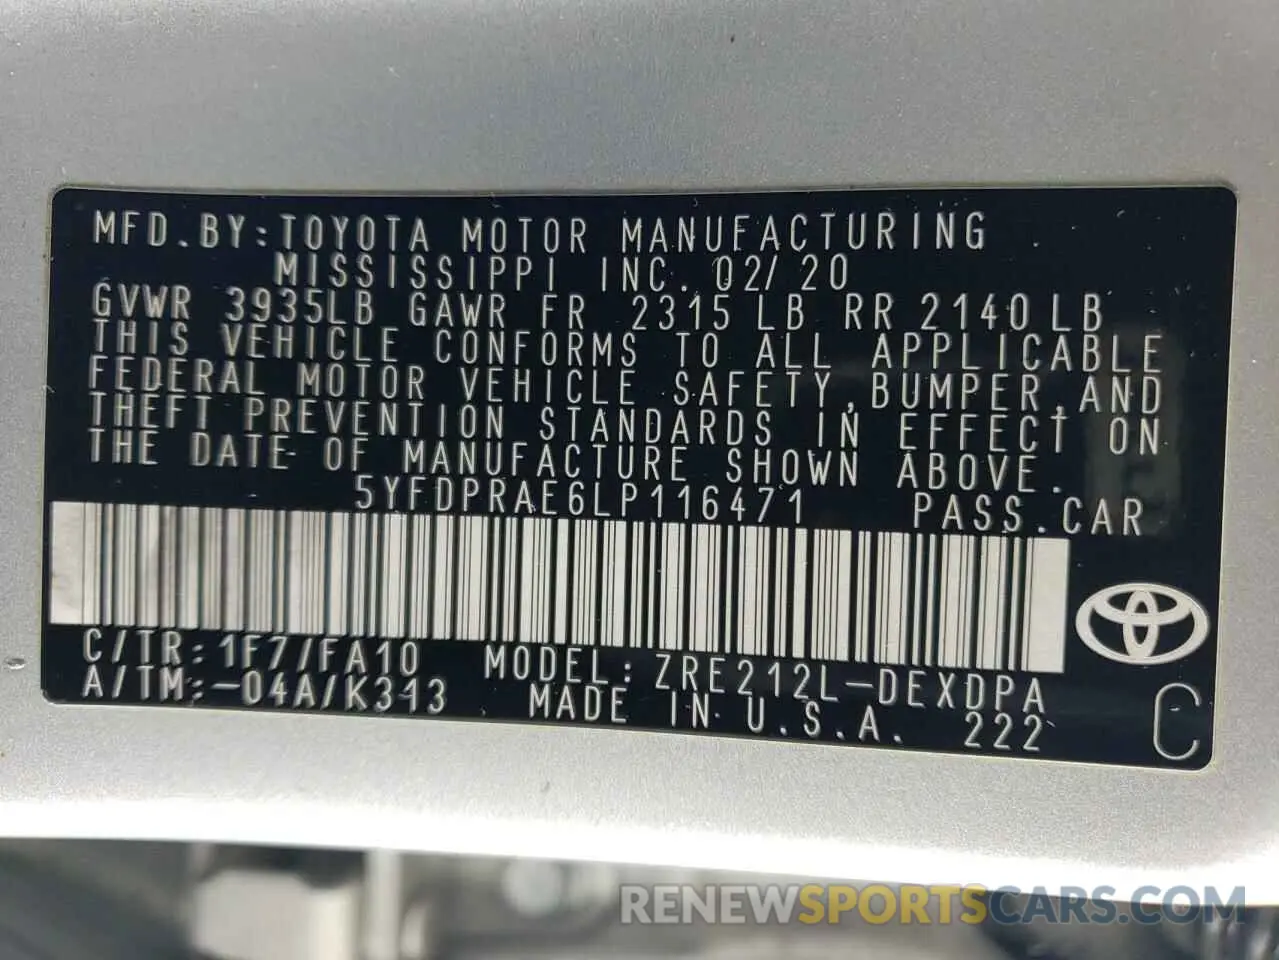 MFD.BY:TOYOTA MOTOR MANUFACTURING
MISSISSIPPI INC. 02/20
GVWR 3935LB GAWR FR 2315LB RR 2140LB
THIS VEHICLE CONFORMS TO ALL APPLICABLE
FEDERAL MOTOR VEHICLE SAFETY,BUMPER,AND
THEFT PREVENTION STANDARDS IN EFFECT ON
THE DATE OF MANUFACTURE SHOWN ABOVE.
5YFDPRAE6LP116471 PASS.CAR
C/TR:1F7/FA10 MODEL:ZRE212L-DEXDPA
A/TM:-04A/K313 MADE IN U.S.A. 222
C
RENEWSPORTSCARS.COM